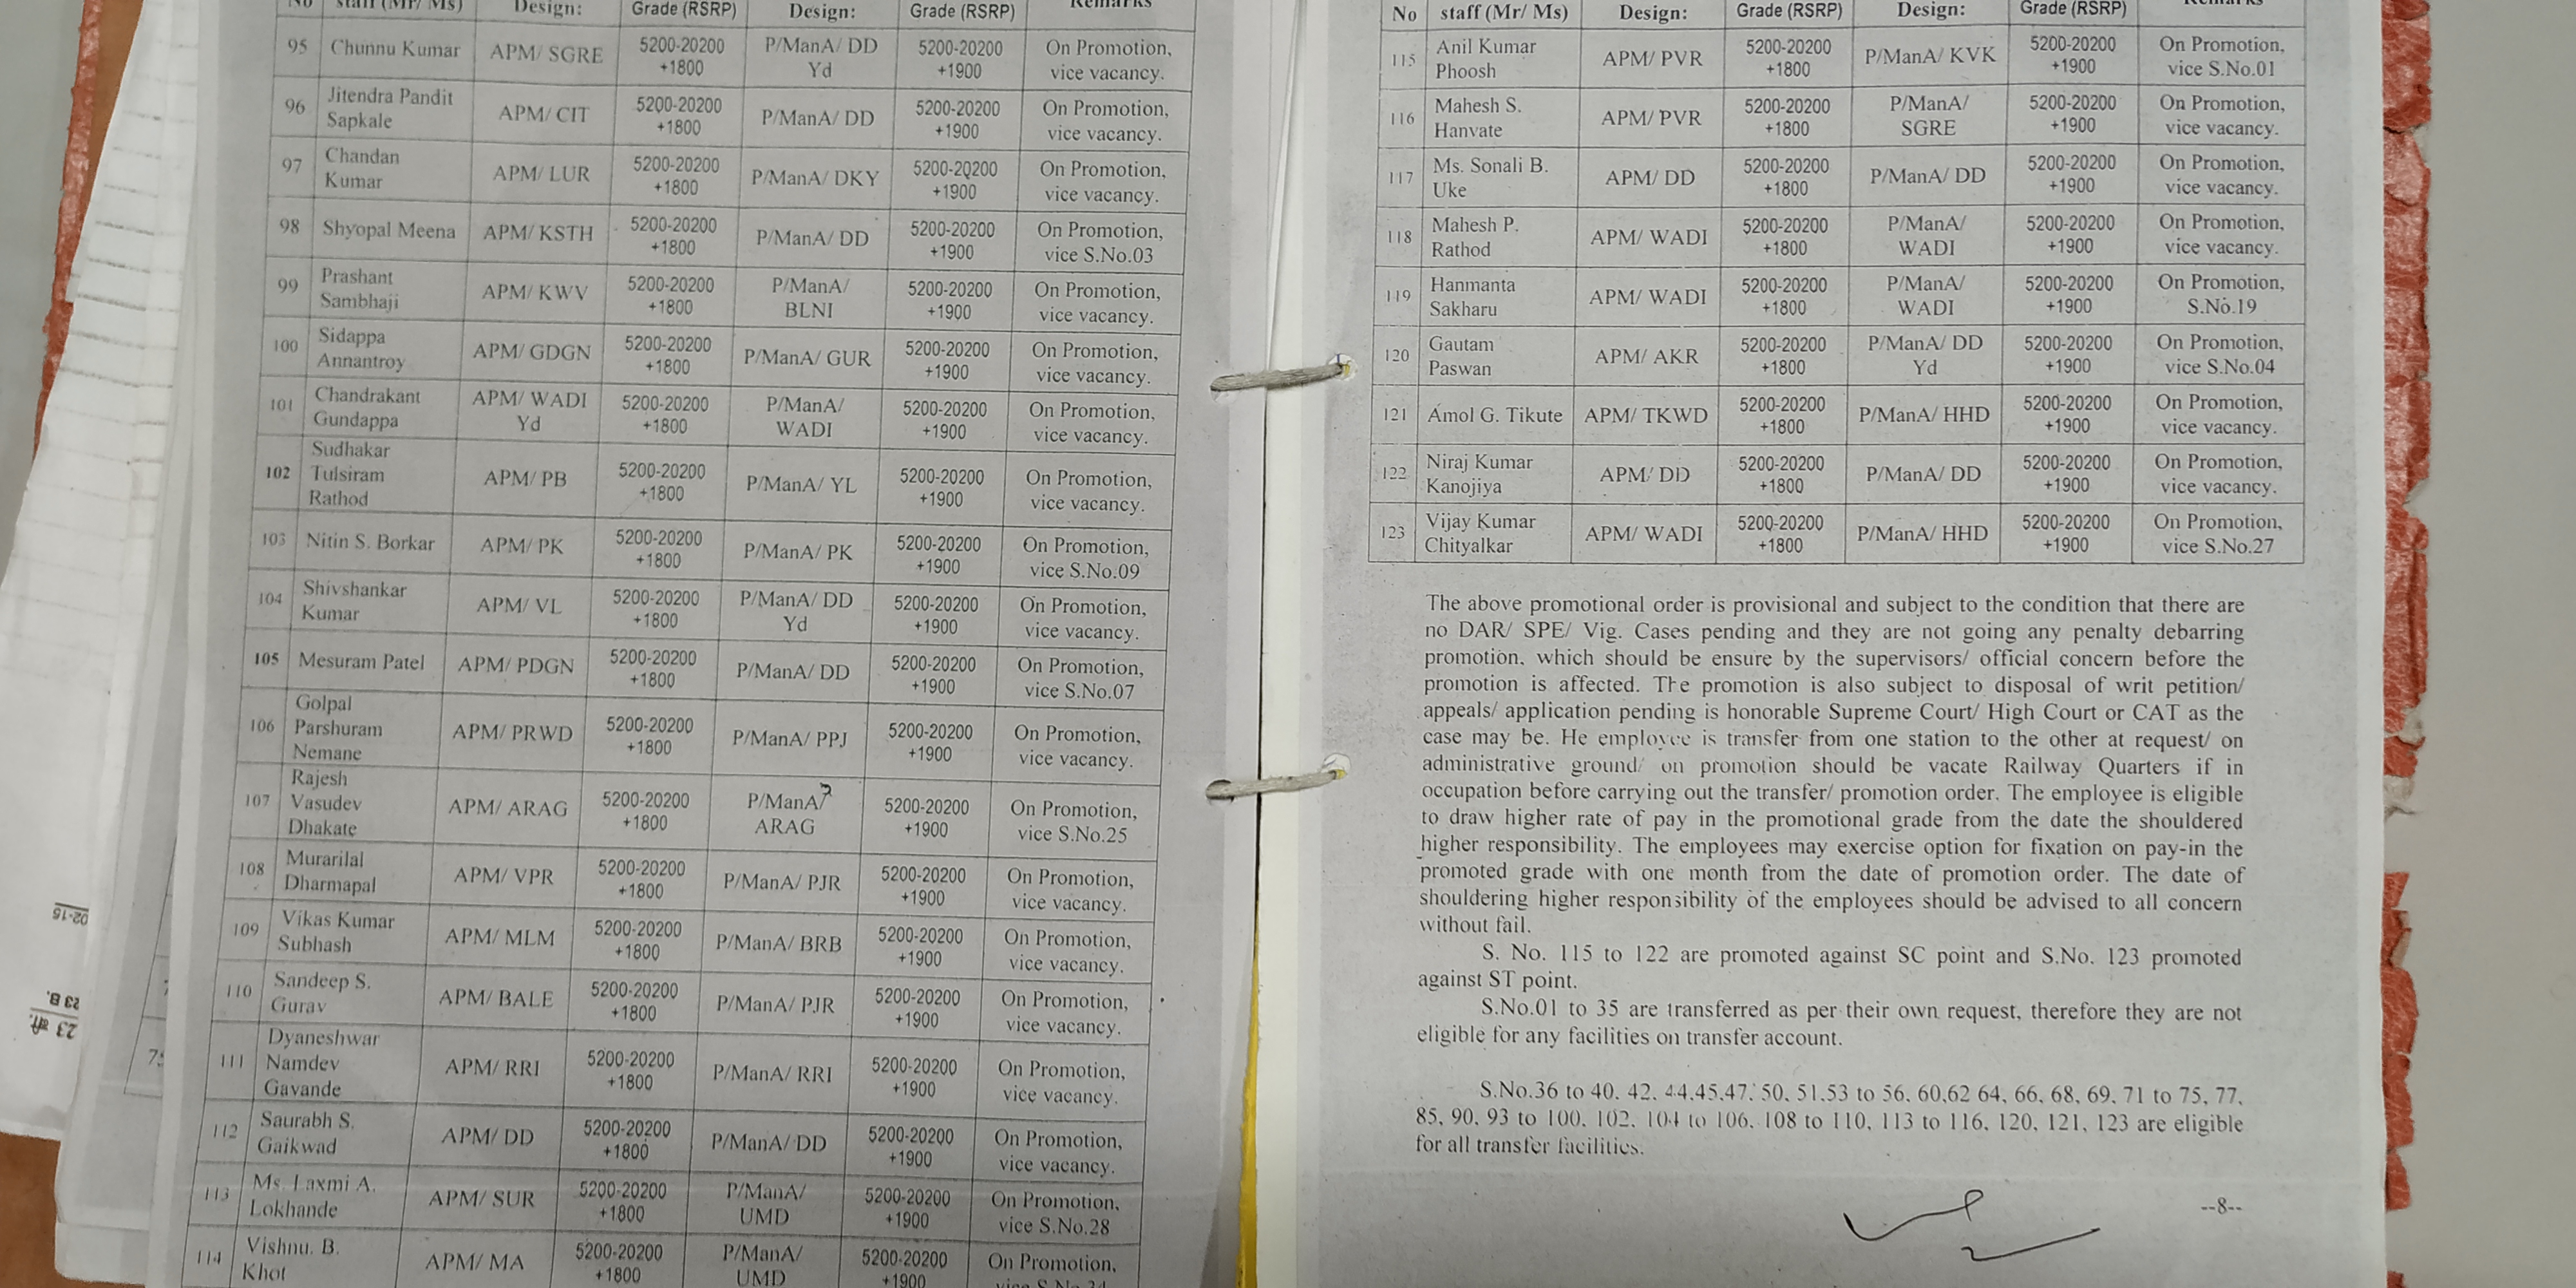 No staff (Mr/ Ms) Design: Grade (RSRP) Design: Grade (RSRP) Remarks
95 Chunnu Kumar APM/ SGRE 5200-20200 P/ManA/ DD 5200-20200 On Promotion,
+1800 Yd +1900 vice vacancy.
96 Jitendra Pandit APM/ CIT 5200-20200 P/ManA/ DD 5200-20200 On Promotion,
Sapkale +1800 +1900 vice vacancy.
97 Chandan APM/ LUR 5200-20200 P/ManA/ DKY 5200-20200 On Promotion,
Kumar +1800 +1900 vice vacancy.
98 Shyopal Meena APM/ KSTH 5200-20200 P/ManA/ DD 5200-20200 On Promotion,
+1800 +1900 vice S.No.03
99 Prashant APM/ KWV 5200-20200 P/ManA/ 5200-20200 On Promotion,
Sambhaji +1800 BLNI +1900 vice vacancy.
100 Sidappa APM/ GDGN 5200-20200 P/ManA/ GUR 5200-20200 On Promotion,
Annantroy +1800 +1900 vice vacancy.
101 Chandrakant APM/ WADI 5200-20200 P/ManA/ 5200-20200 On Promotion,
Gundappa Yd +1800 WADI +1900 vice vacancy.
Sudhakar
102 Tulsiram APM/ PB 5200-20200 P/ManA/ YL 5200-20200 On Promotion,
Rathod +1800 +1900 vice vacancy.
103 Nitin S. Borkar APM/ PK 5200-20200 P/ManA/ PK 5200-20200 On Promotion,
+1800 +1900 vice S.No.09
104 Shivshankar APM/ VL 5200-20200 P/ManA/ DD 5200-20200 On Promotion,
Kumar +1800 Yd +1900 vice vacancy.
105 Mesuram Patel APM/ PDGN 5200-20200 P/ManA/ DD 5200-20200 On Promotion,
+1800 +1900 vice S.No.07
Golpal
106 Parshuram APM/ PRWD 5200-20200 P/ManA/ PPJ 5200-20200 On Promotion,
Nemane +1800 +1900 vice vacancy.
Rajesh
107 Vasudev APM/ ARAG 5200-20200 P/ManA/ 5200-20200 On Promotion,
Dhakate +1800 ARAG +1900 vice S.No.25
108 Murarilal APM/ VPR 5200-20200 P/ManA/ PJR 5200-20200 On Promotion,
Dharmapal +1800 +1900 vice vacancy.
109 Vikas Kumar APM/ MLM 5200-20200 P/ManA/ BRB 5200-20200 On Promotion,
Subhash +1800 +1900 vice vacancy.
110 Sandeep S. APM/ BALE 5200-20200 P/ManA/ PJR 5200-20200 On Promotion,
Gurav +1800 +1900 vice vacancy.
Dyaneshwar
111 Namdev APM/ RRI 5200-20200 P/ManA/ RRI 5200-20200 On Promotion,
Gavande +1800 +1900 vice vacancy.
112 Saurabh S. APM/ DD 5200-20200 P/ManA/ DD 5200-20200 On Promotion,
Gaikwad +1800 +1900 vice vacancy.
113 Ms. Laxmi A. APM/ SUR 5200-20200 P/ManA/ 5200-20200 On Promotion,
Lokhande +1800 UMD +1900 vice S.No.28
114 Vishnu. B. APM/ MA 5200-20200 P/ManA/ 5200-20200 On Promotion,
Khot +1800 UMD +1900
No staff (Mr/ Ms) Design: Grade (RSRP) Design: Grade (RSRP) Remarks
115 Anil Kumar APM/ PVR 5200-20200 P/ManA/ KVK 5200-20200 On Promotion,
Phoosh +1800 +1900 vice S.No.01
116 Mahesh S. APM/ PVR 5200-20200 P/ManA/ 5200-20200 On Promotion,
Hanvate +1800 SGRE +1900 vice vacancy.
117 Ms. Sonali B. APM/ DD 5200-20200 P/ManA/ DD 5200-20200 On Promotion,
Uke +1800 +1900 vice vacancy.
118 Mahesh P. APM/ WADI 5200-20200 P/ManA/ 5200-20200 On Promotion,
Rathod +1800 WADI +1900 vice vacancy.
119 Hanmanta APM/ WADI 5200-20200 P/ManA/ 5200-20200 On Promotion,
Sakharu +1800 WADI +1900 S.No.19
120 Gautam APM/ AKR 5200-20200 P/ManA/ DD 5200-20200 On Promotion,
Paswan +1800 Yd +1900 vice S.No.04
121 Amol G. Tikute APM/ TKWD 5200-20200 P/ManA/ HHD 5200-20200 On Promotion,
+1800 +1900 vice vacancy.
122 Niraj Kumar APM/ DD 5200-20200 P/ManA/ DD 5200-20200 On Promotion,
Kanojiya +1800 +1900 vice vacancy.
123 Vijay Kumar APM/ WADI 5200-20200 P/ManA/ HHD 5200-20200 On Promotion,
Chityalkar +1800 +1900 vice S.No.27
The above promotional order is provisional and subject to the condition that there are
no DAR/ SPE/ Vig. Cases pending and they are not going any penalty debarring
promotion, which should be ensure by the supervisors/ official concern before the
promotion is affected. The promotion is also subject to disposal of writ petition/
appeals/ application pending is honorable Supreme Court/ High Court or CAT as the
case may be. He employee is transfer from one station to the other at request/ on
administrative ground/ on promotion should be vacate Railway Quarters if in
occupation before carrying out the transfer/ promotion order. The employee is eligible
to draw higher rate of pay in the promotional grade from the date the shouldered
higher responsibility. The employees may exercise option for fixation on pay-in the
promoted grade with one month from the date of promotion order. The date of
shouldering higher responsibility of the employees should be advised to all concern
without fail.
S. No. 115 to 122 are promoted against SC point and S.No. 123 promoted
against ST point.
S.No.01 to 35 are transferred as per their own request, therefore they are not
eligible for any facilities on transfer account.
S.No.36 to 40, 42, 44,45,47, 50, 51,53 to 56, 60,62 64, 66, 68, 69, 71 to 75, 77,
85, 90, 93 to 100, 102, 104 to 106, 108 to 110, 113 to 116, 120, 121, 123 are eligible
for all transfer facilities.
--8--